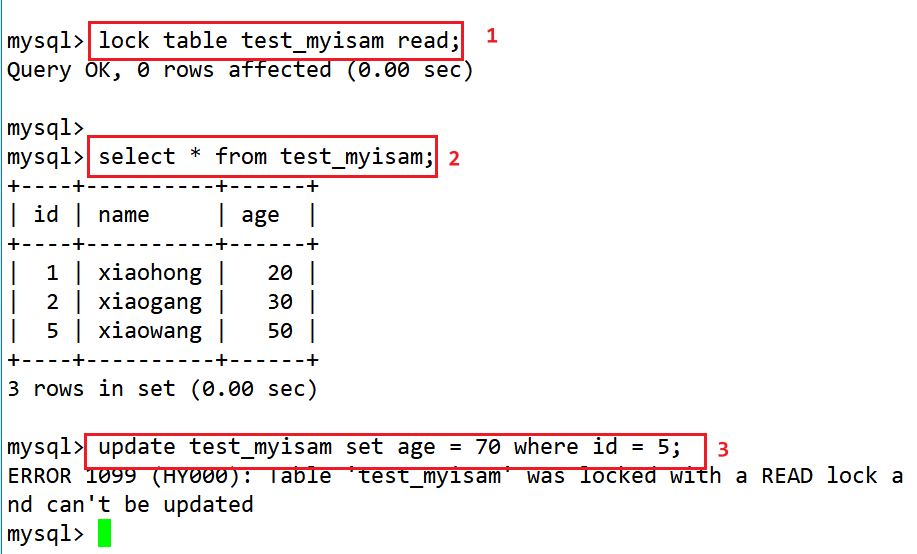 mysql> lock table test_myisam read; 1
Query OK, 0 rows affected (0.00 sec)
mysql>
mysql> select * from test_myisam; 2
+----+----------+------+
| id | name     | age  |
+----+----------+------+
|  1 | xiaohong |   20 |
|  2 | xiaogang |   30 |
|  5 | xiaowang |   50 |
+----+----------+------+
3 rows in set (0.00 sec)
mysql> update test_myisam set age = 70 where id = 5; 3
ERROR 1099 (HY000): Table 'test_myisam' was locked with a READ lock a
nd can't be updated
mysql>